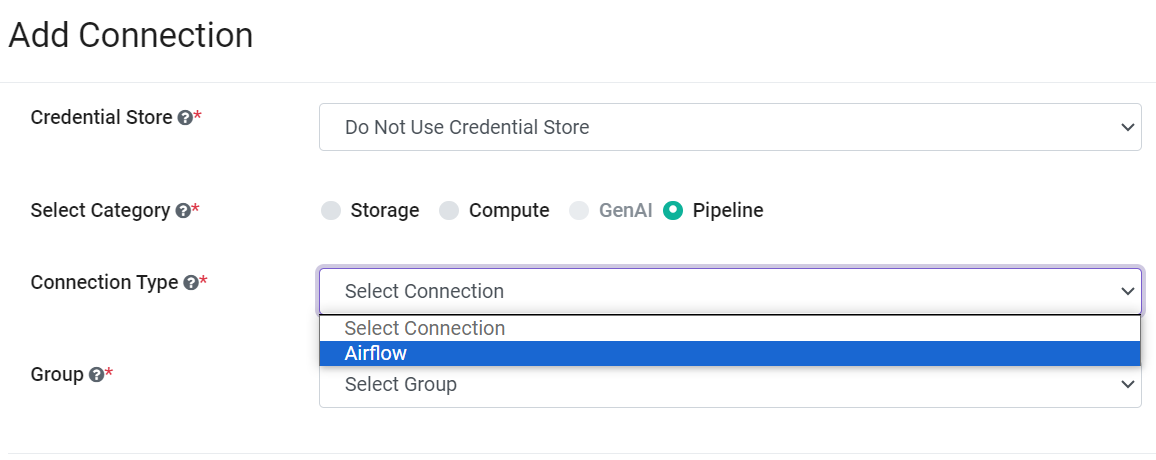 Add Connection
Credential Store ?*
Do Not Use Credential Store
Select Category ?*
Storage Compute GenAI Pipeline
Connection Type ?*
Select Connection
Select Connection
Airflow
Group ?*
Select Group